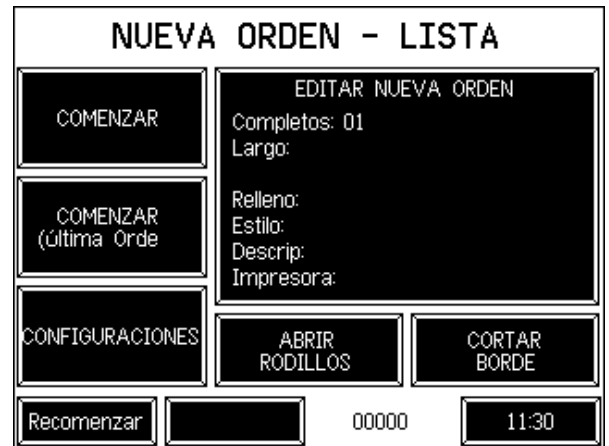 NUEVA ORDEN - LISTA
COMENZAR
EDITAR NUEVA ORDEN
Completos: 01
Largo:
COMENZAR
(última Orde
Relleno:
Estilo:
Descrip:
Impresora:
CONFIGURACIONES
ABRIR
RODILLOS
CORTAR
BORDE
Recomenzar
00000
11:30